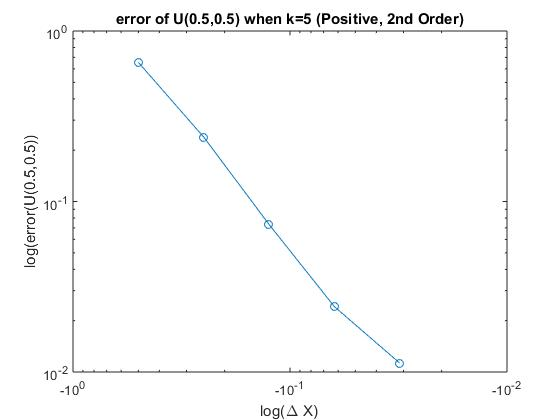 error of U(0.5,0.5) when k=5 (Positive, 2nd Order)
10^0
10^-1
10^-2
log(error(U(0.5,0.5))
-10^0
-10^-1
-10^-2
log(Δ X)